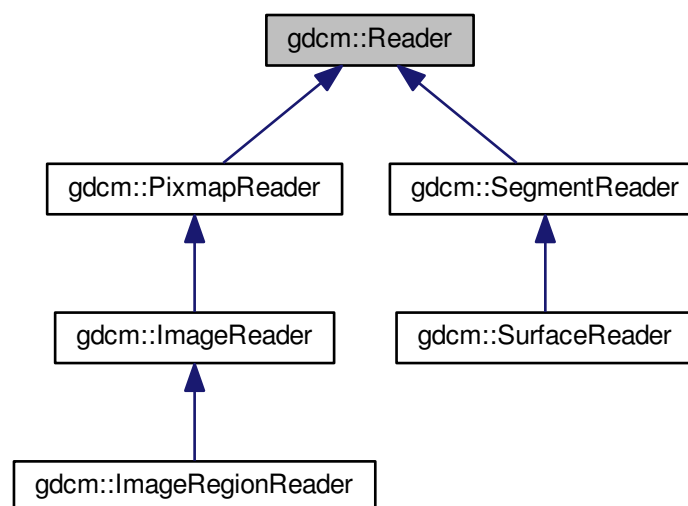 gdcm::Reader
gdcm::PixmapReader
gdcm::SegmentReader
gdcm::ImageReader
gdcm::SurfaceReader
gdcm::ImageRegionReader